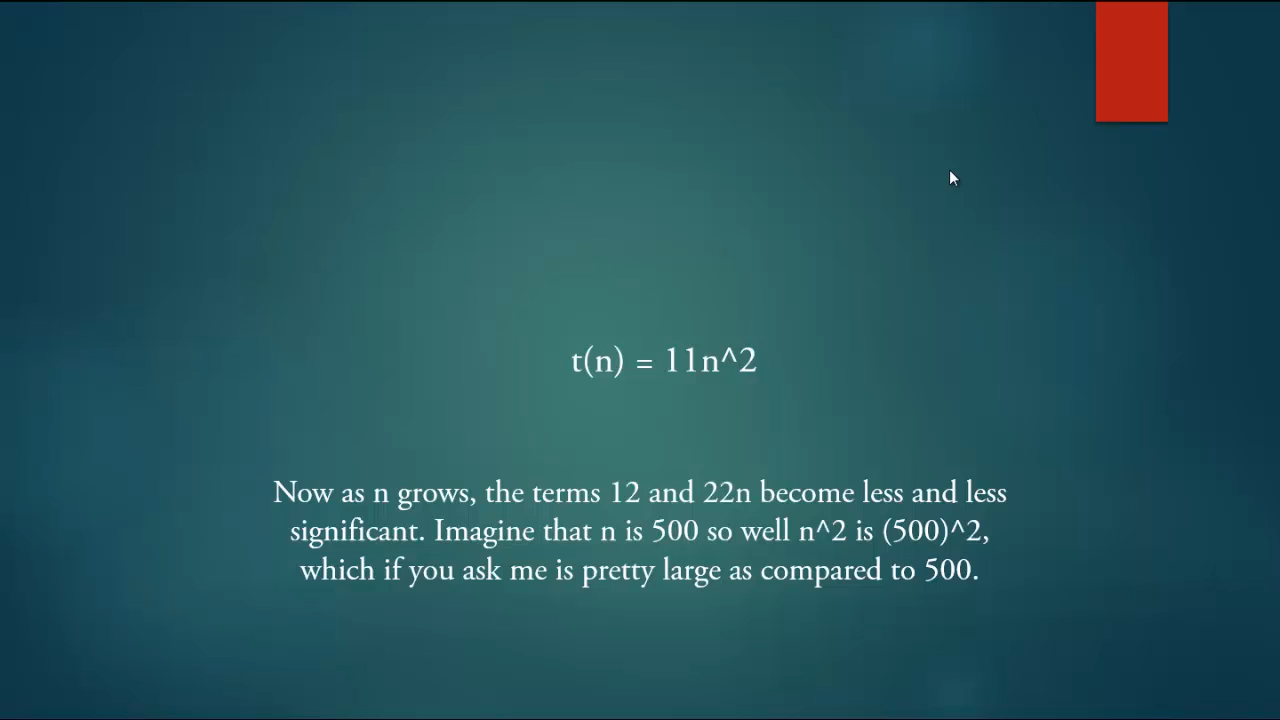 t(n) = 11n^2
Now as n grows, the terms 12 and 22n become less and less
significant. Imagine that n is 500 so well n^2 is (500)^2,
which if you ask me is pretty large as compared to 500.